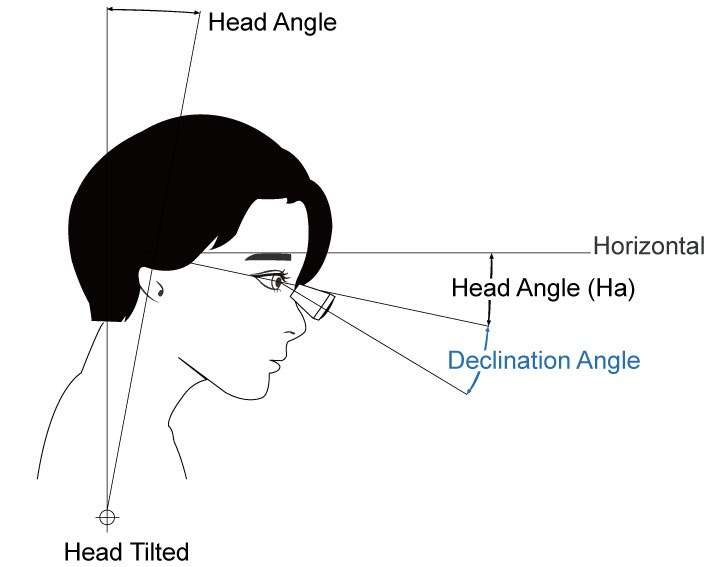 Head Angle
Horizontal
Head Angle (Ha)
Declination Angle
Head Tilted